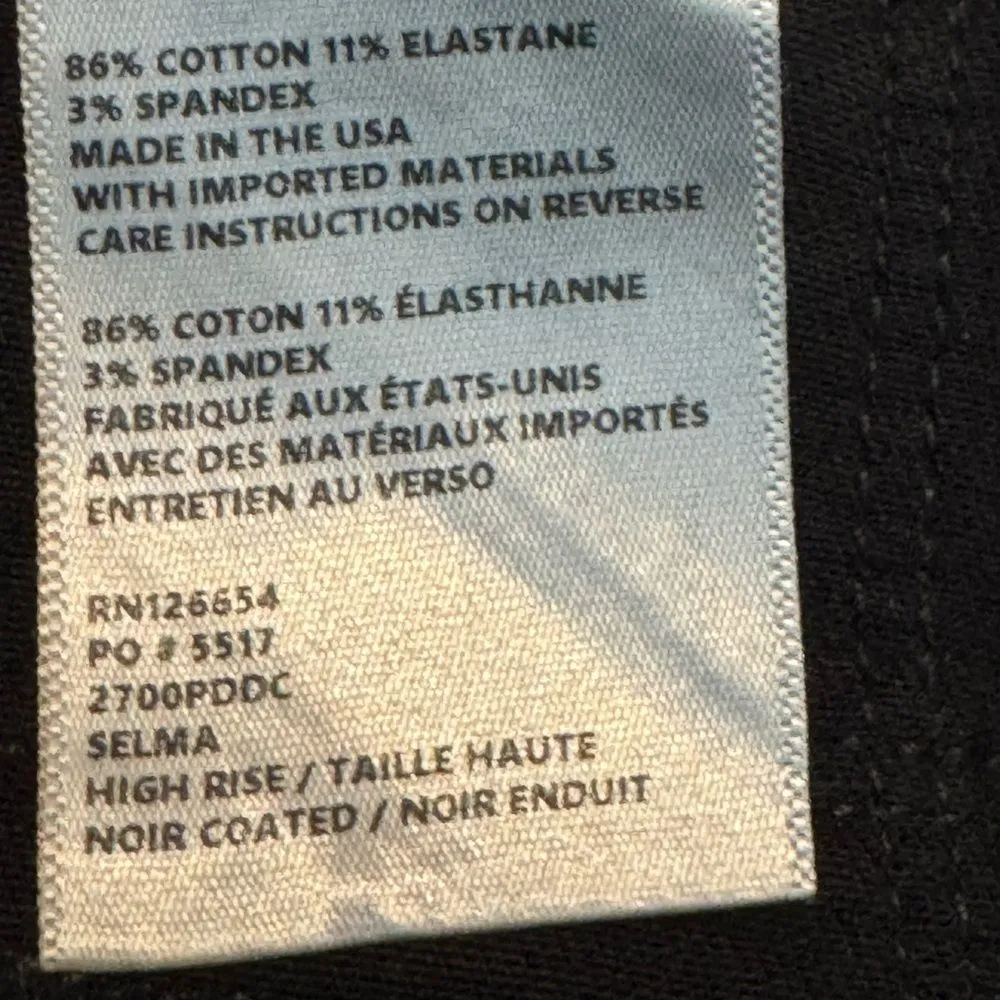 86% COTTON 11% ELASTANE
3% SPANDEX
MADE IN THE USA
WITH IMPORTED MATERIALS
CARE INSTRUCTIONS ON REVERSE
86% COTON 11% ÉLASTHANNE
3% SPANDEX
FABRIQUÉ AUX ÉTATS-UNIS
AVEC DES MATÉRIAUX IMPORTÉS
ENTRETIEN AU VERSO
RN126654
PO # 5517
2700PDDC
SELMA
HIGH RISE / TAILLE HAUTE
NOIR COATED / NOIR ENDUIT